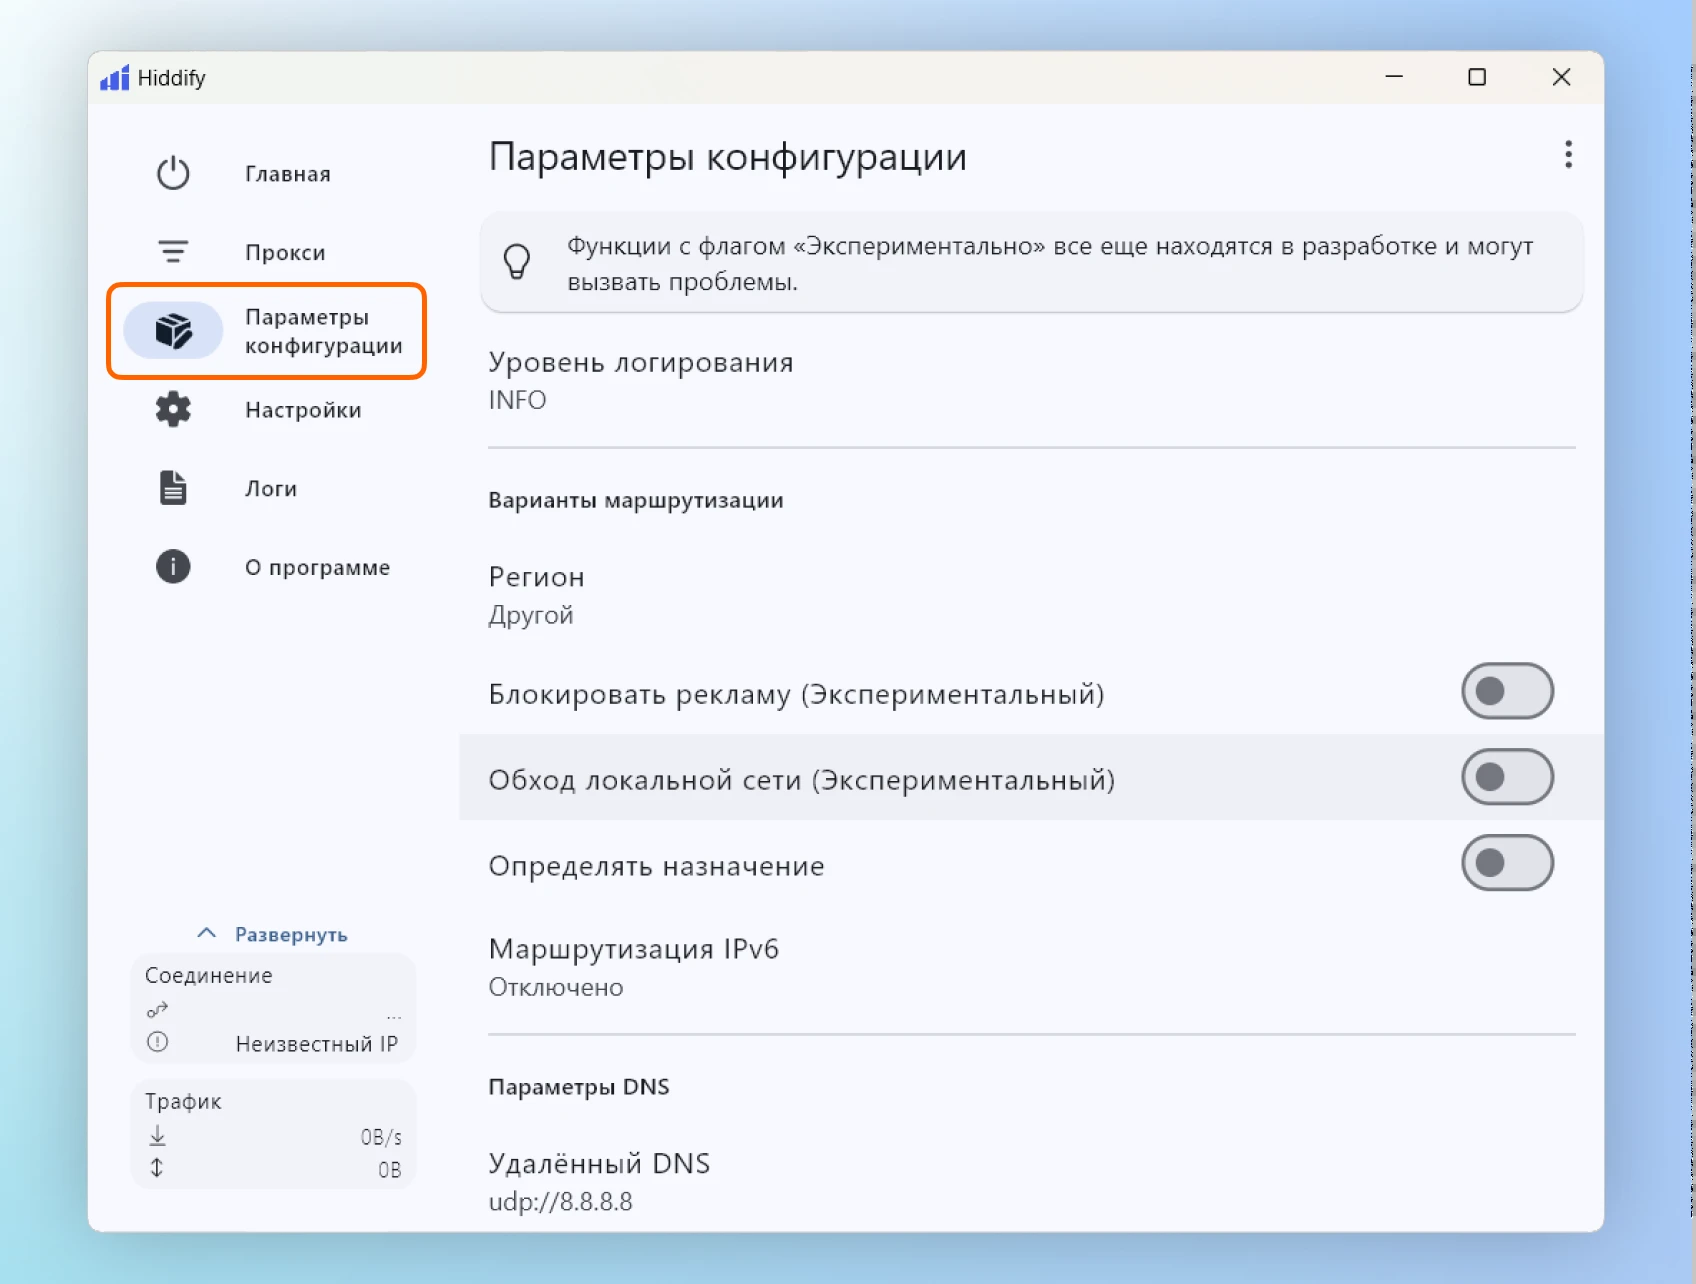 Hiddify
Главная
Прокси
Параметры
конфигурации
Настройки
Логи
О программе
Развернуть
Соединение
...
Неизвестный IP
Трафик
0B/s
0B
Параметры конфигурации
Функции с флагом «Экспериментально» все еще находятся в разработке и могут
вызвать проблемы.
Уровень логирования
INFO
Варианты маршрутизации
Регион
Другой
Блокировать рекламу (Экспериментальный)
Обход локальной сети (Экспериментальный)
Определять назначение
Маршрутизация IPv6
Отключено
Параметры DNS
Удалённый DNS
udp://8.8.8.8